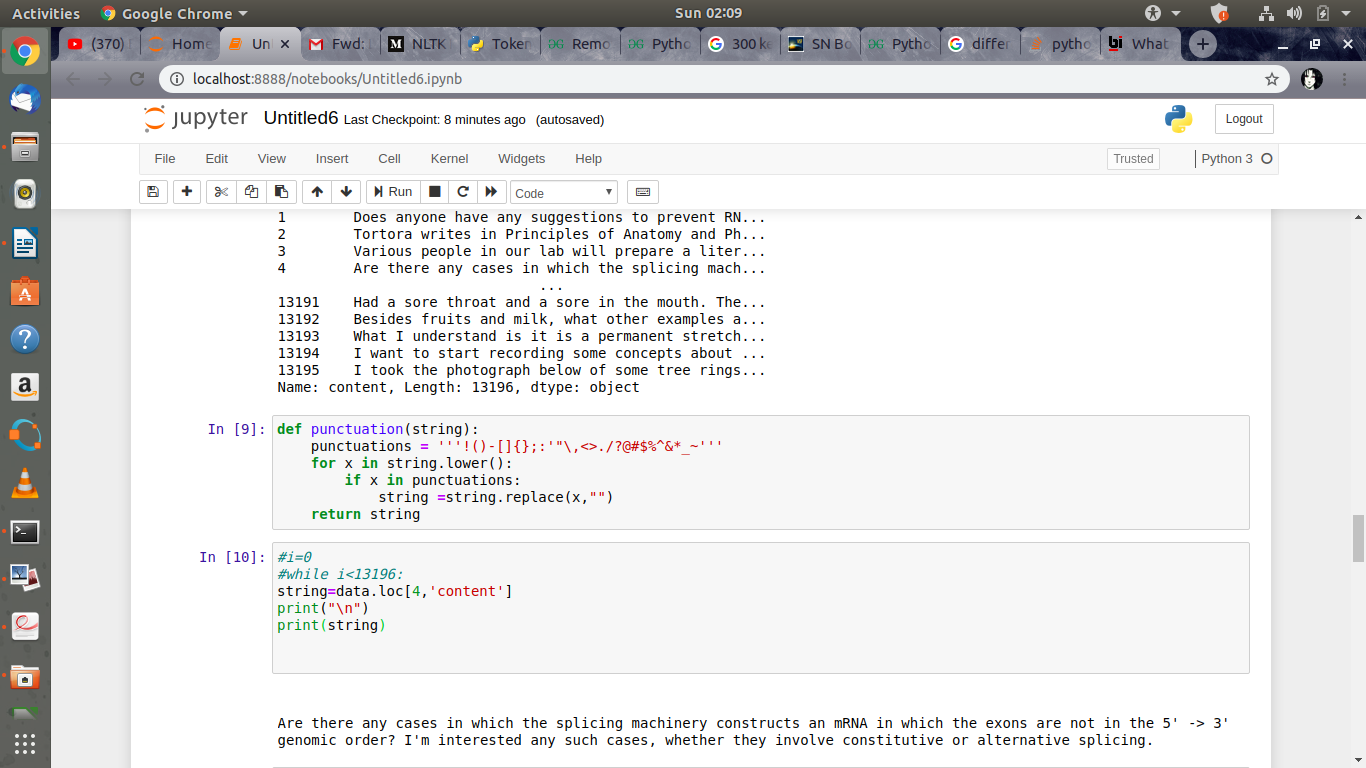 Activities Google Chrome Sun 02:09
(370) Home Un Fwd: NLTK Token Remo Pytho 300 ke SN Bo Pytho differ pytho What
localhost:8888/notebooks/Untitled6.ipynb
jupyter Untitled6 Last Checkpoint: 8 minutes ago (autosaved) Logout
File Edit View Insert Cell Kernel Widgets Help Trusted Python 3
Run Code
1 Does anyone have any suggestions to prevent RN...
2 Tortora writes in Principles of Anatomy and Ph...
3 Various people in our lab will prepare a liter...
4 Are there any cases in which the splicing mach...
...
13191 Had a sore throat and a sore in the mouth. The...
13192 Besides fruits and milk, what other examples a...
13193 What I understand is it is a permanent stretch...
13194 I want to start recording some concepts about ...
13195 I took the photograph below of some tree rings...
Name: content, Length: 13196, dtype: object
In [9]: def punctuation(string):
punctuations = '''!()-[]{};:'"\,<>./?@#$%^&*_~'''
for x in string.lower():
if x in punctuations:
string =string.replace(x,"")
return string
In [10]: #i=0
#while i<13196:
string=data.loc[4,'content']
print("\n")
print(string)
Are there any cases in which the splicing machinery constructs an mRNA in which the exons are not in the 5' -> 3'
genomic order? I'm interested any such cases, whether they involve constitutive or alternative splicing.